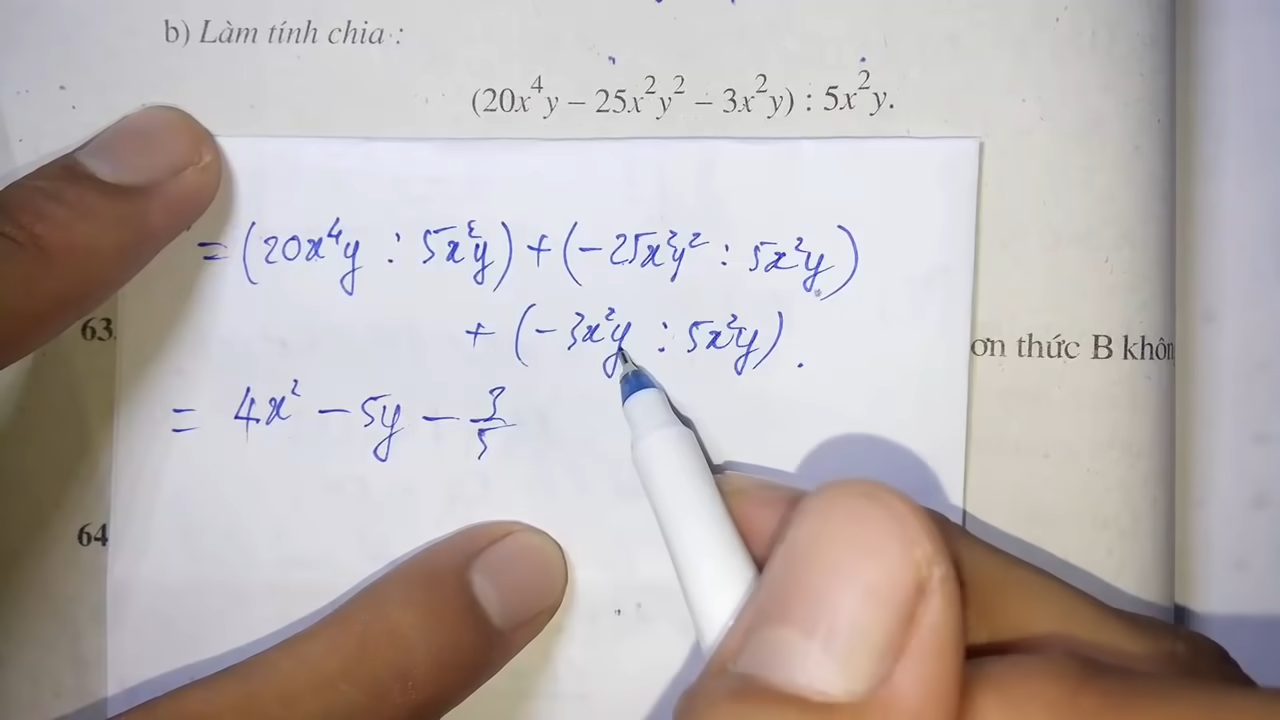 b) Làm tính chia :
(20x⁴y – 25x²y² – 3x²y) : 5x²y.
= (20x⁴y : 5x²y) + (-25x²y² : 5x²y)
+ (-3x²y : 5x²y).
63.
ơn thức B khôn
= 4x² - 5y - 3/5
64